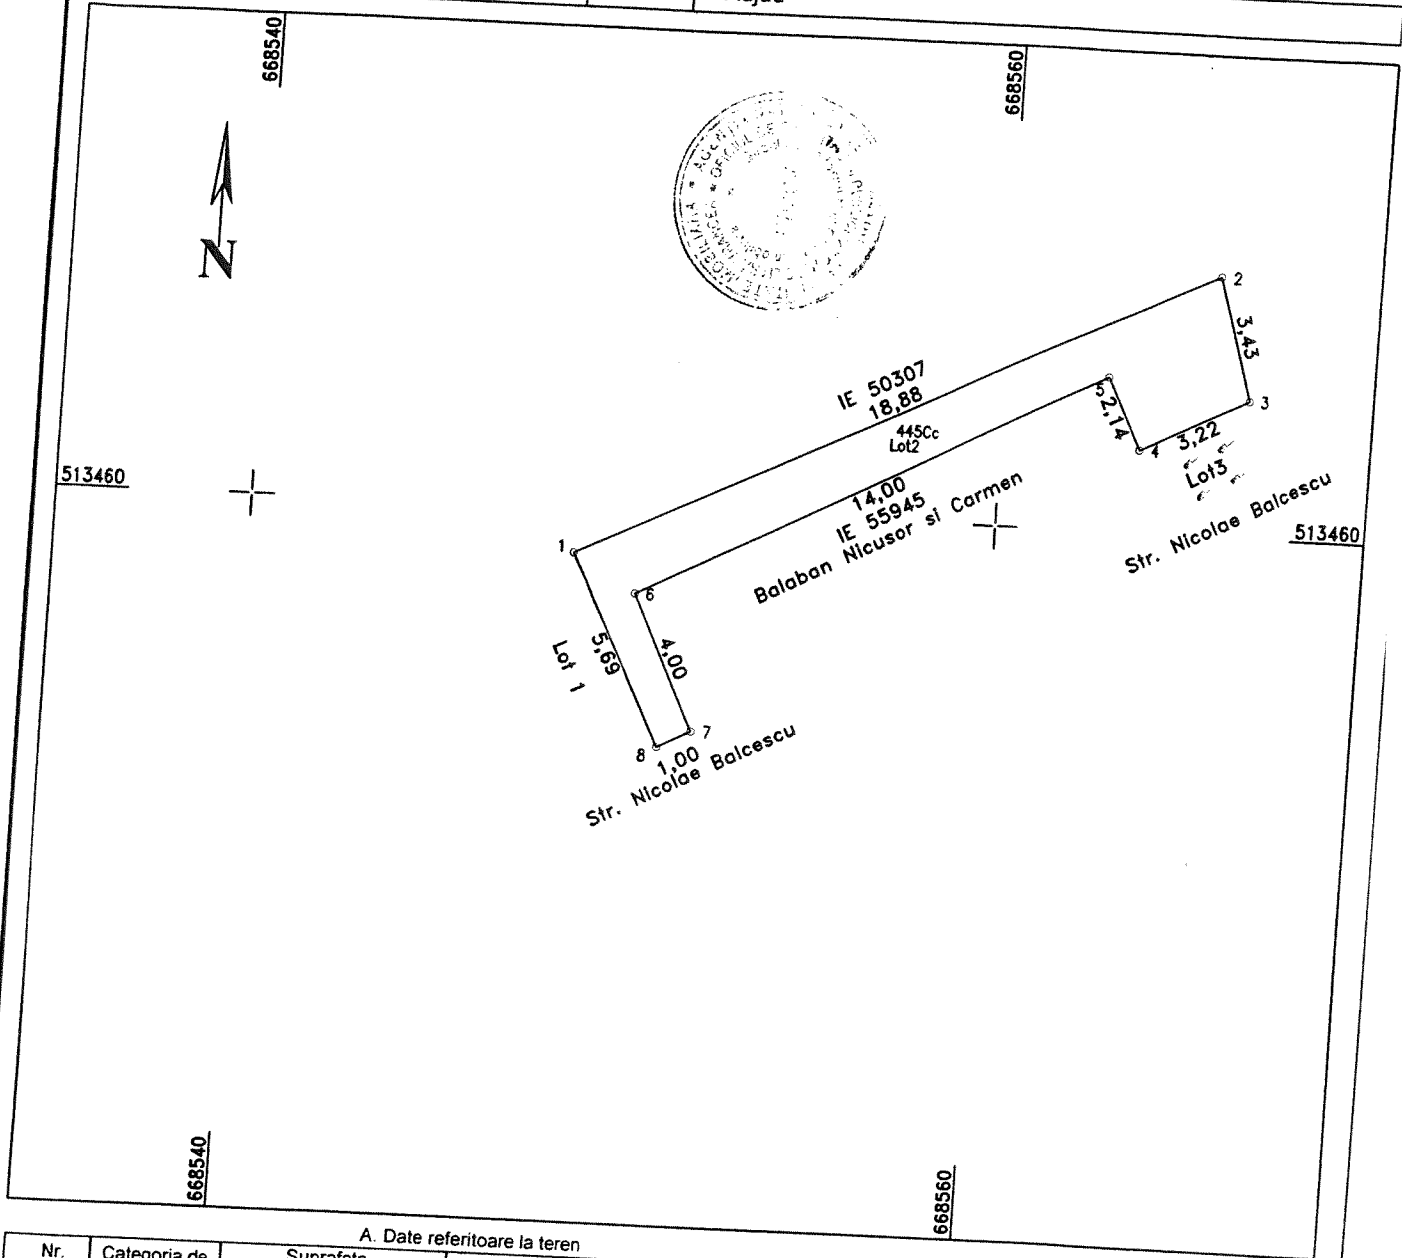 668540
668560
N
2
3,43
IE 50307
18,88
5
2,14
3
445Cc
Lot2
4
3,22
Lot3
513460
14,00
IE 55945
Balaban Nicusor si Carmen
Str. Nicolae Balcescu
513460
1
6
Lot 1
5,69
4,00
7
8
1,00
Str. Nicolae Balcescu
668540
668560
A. Date referitoare la teren
Nr.
Categoria de
Suprafata